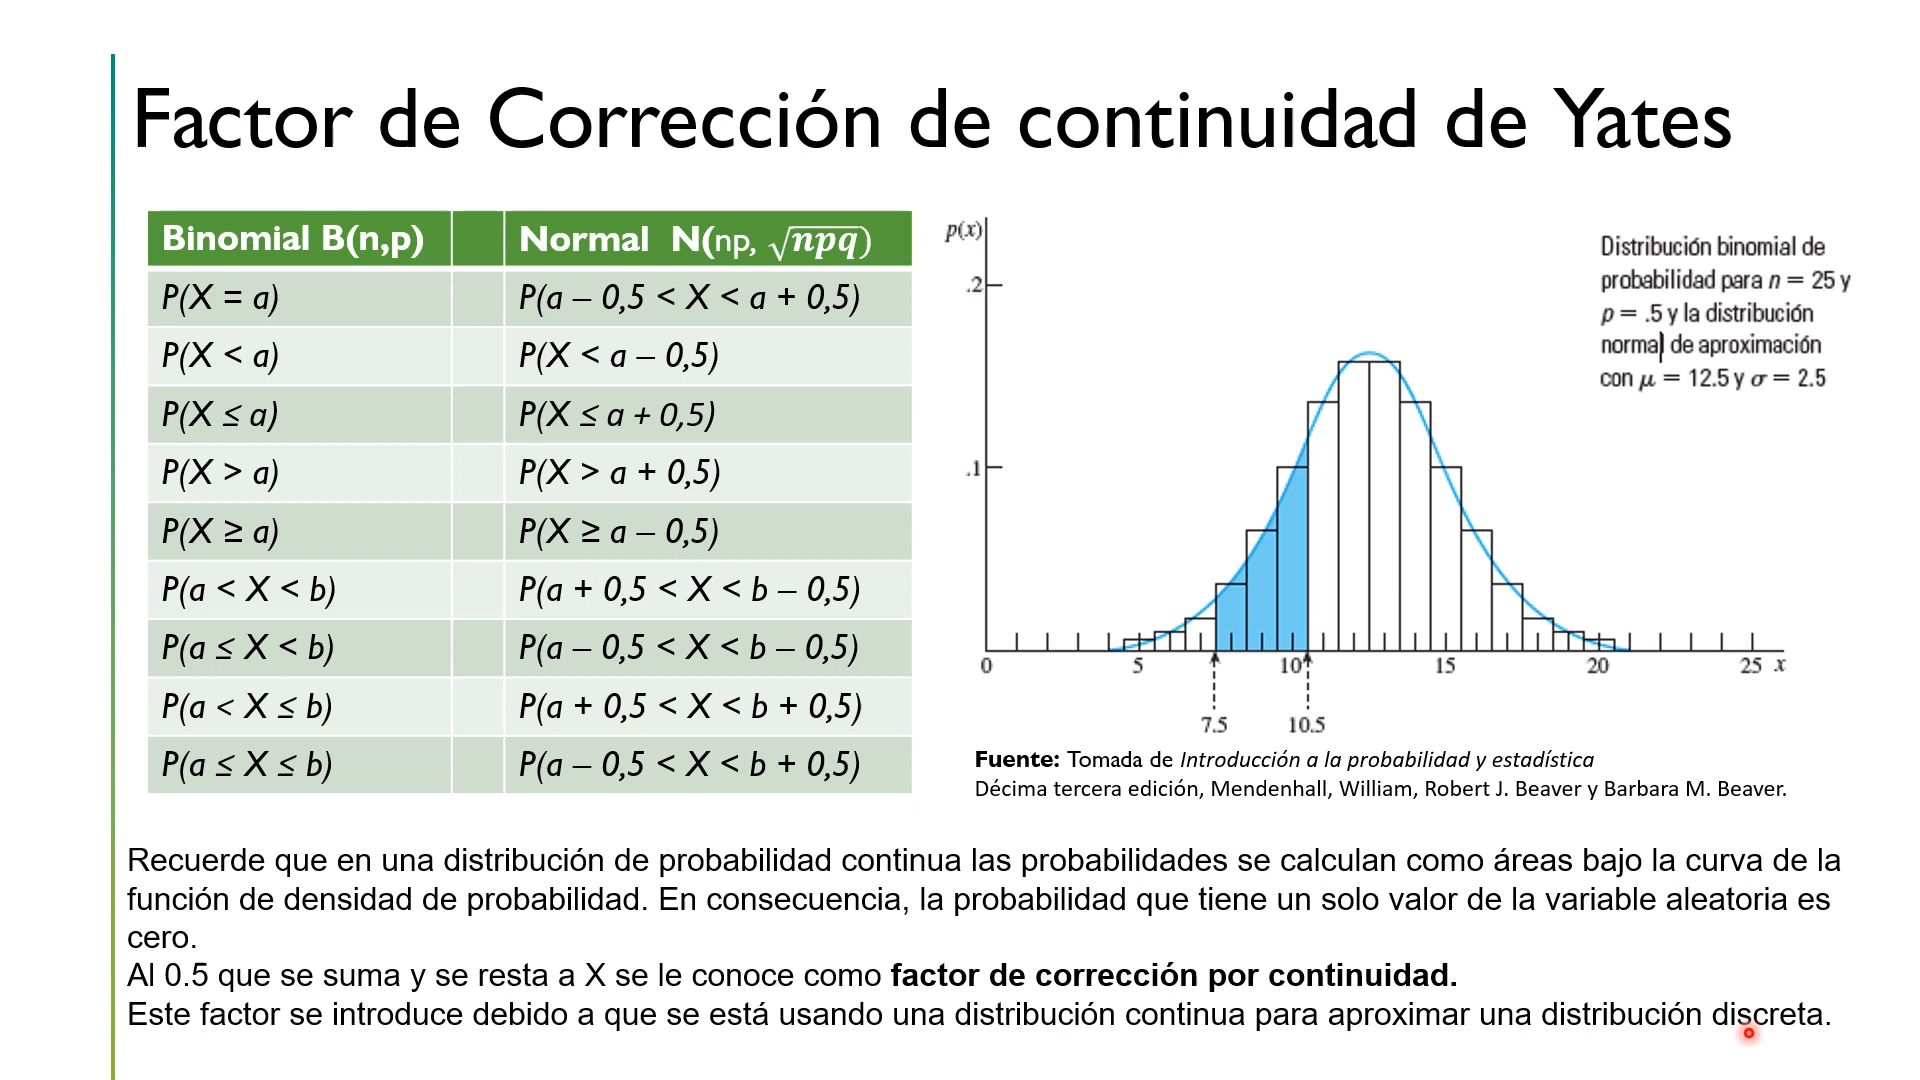 Factor de Corrección de continuidad de Yates
Binomial B(n,p) Normal N(np, √npq)
P(X = a) P(a – 0,5 < X < a + 0,5)
P(X < a) P(X < a – 0,5)
P(X ≤ a) P(X ≤ a + 0,5)
P(X > a) P(X > a + 0,5)
P(X ≥ a) P(X ≥ a – 0,5)
P(a < X < b) P(a + 0,5 < X < b – 0,5)
P(a ≤ X < b) P(a – 0,5 < X < b – 0,5)
P(a < X ≤ b) P(a + 0,5 < X < b + 0,5)
P(a ≤ X ≤ b) P(a – 0,5 < X < b + 0,5)
p(x)
.2
.1
0 5 10 15 20 25 x
7.5 10.5
Distribución binomial de
probabilidad para n = 25 y
p = .5 y la distribución
normal de aproximación
con μ = 12.5 y σ = 2.5
Fuente: Tomada de Introducción a la probabilidad y estadística
Décima tercera edición, Mendenhall, William, Robert J. Beaver y Barbara M. Beaver.
Recuerde que en una distribución de probabilidad continua las probabilidades se calculan como áreas bajo la curva de la
función de densidad de probabilidad. En consecuencia, la probabilidad que tiene un solo valor de la variable aleatoria es
cero.
Al 0.5 que se suma y se resta a X se le conoce como factor de corrección por continuidad.
Este factor se introduce debido a que se está usando una distribución continua para aproximar una distribución discreta.